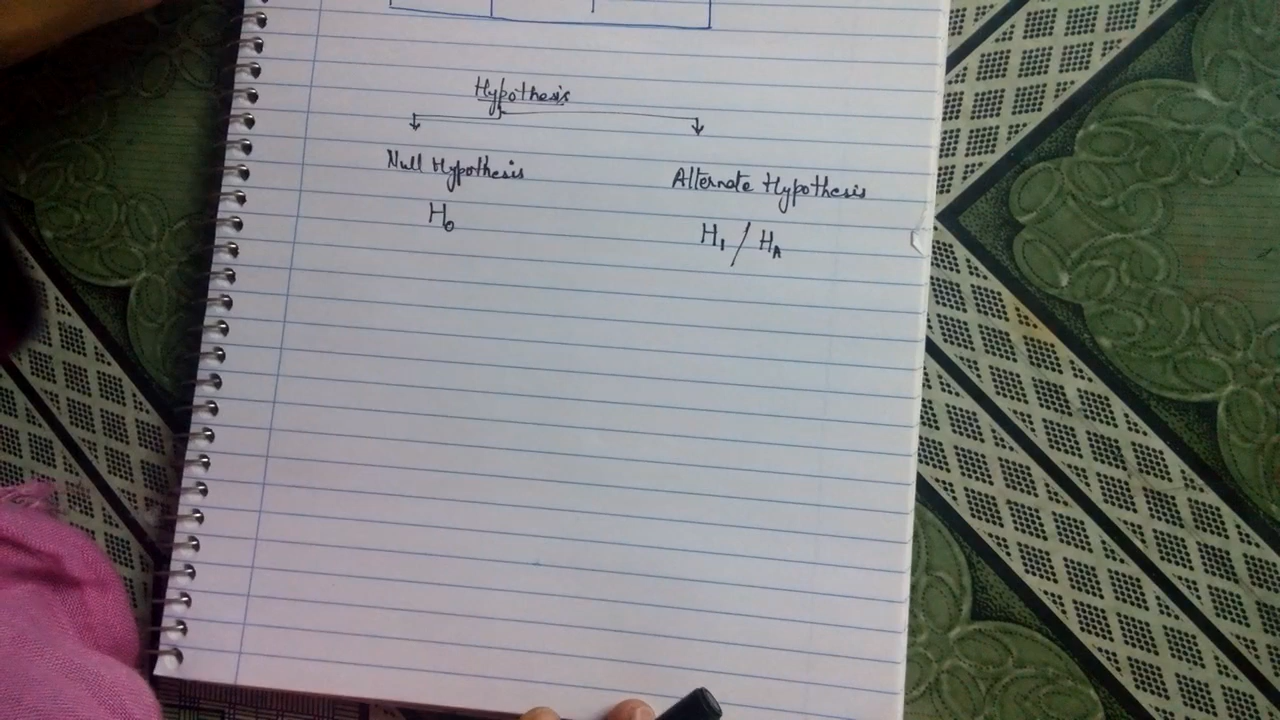 Hypothesis
Null Hypothesis
Alternate Hypothesis
H₀
H₁ / Hₐ